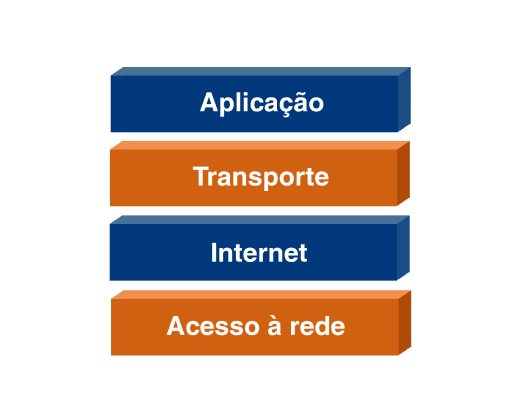 Aplicação
Transporte
Internet
Acesso à rede